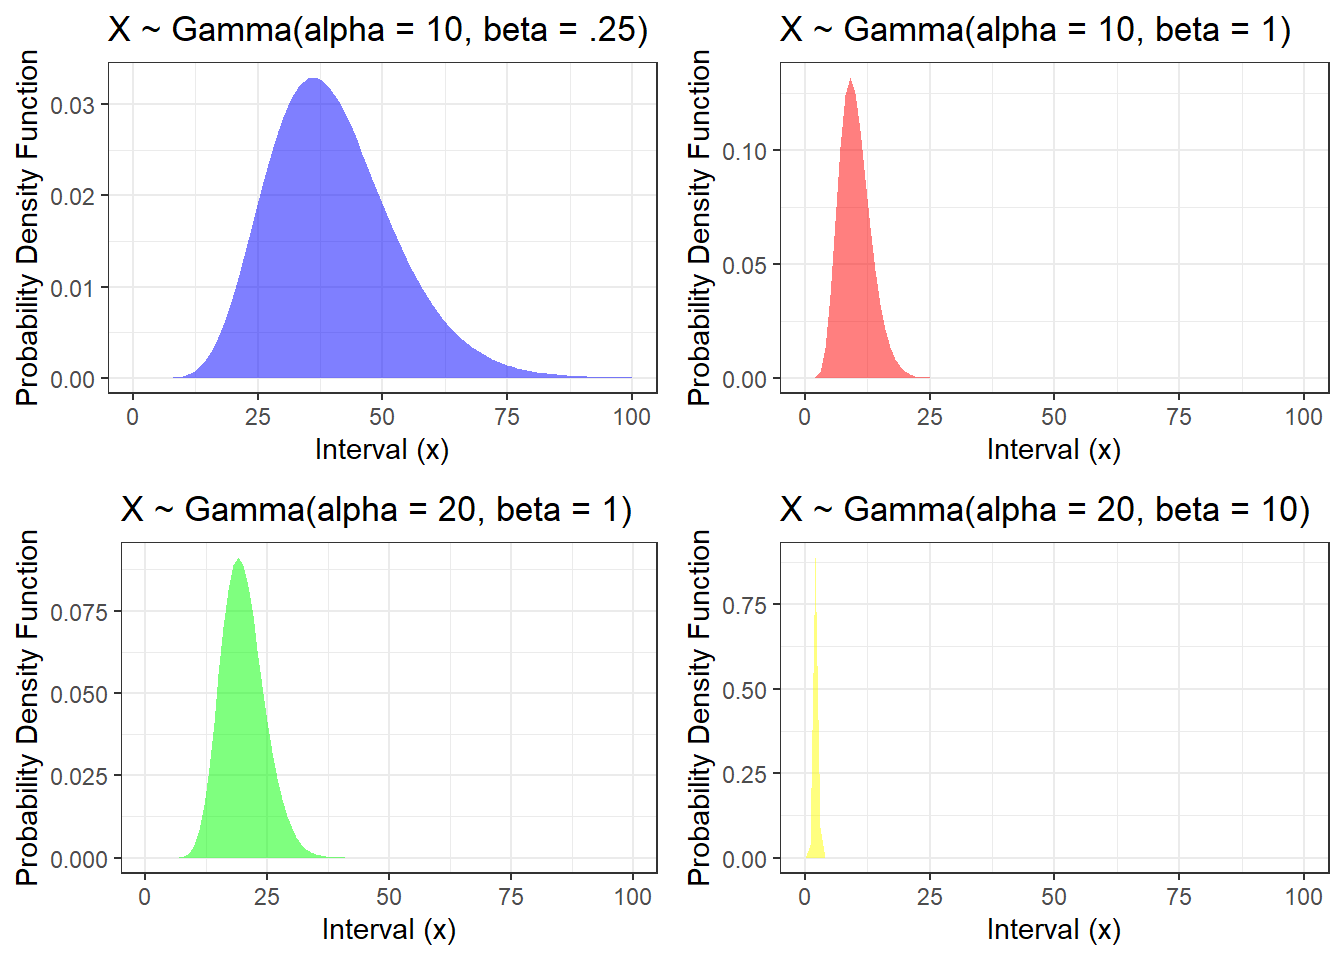 X ~ Gamma(alpha = 10, beta = .25)
Probability Density Function
0.03
0.02
0.01
0.00
0 25 50 75 100
Interval (x)
X ~ Gamma(alpha = 10, beta = 1)
Probability Density Function
0.10
0.05
0.00
0 25 50 75 100
Interval (x)
X ~ Gamma(alpha = 20, beta = 1)
Probability Density Function
0.075
0.050
0.025
0.000
0 25 50 75 100
Interval (x)
X ~ Gamma(alpha = 20, beta = 10)
Probability Density Function
0.75
0.50
0.25
0.00
0 25 50 75 100
Interval (x)